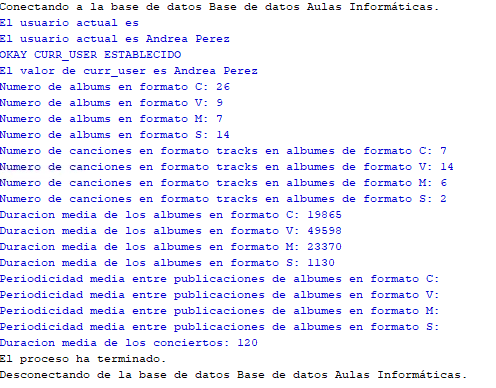 Conectando a la base de datos Base de datos Aulas Informáticas.
El usuario actual es
El usuario actual es Andrea Perez
OKAY CURR_USER ESTABLECIDO
El valor de curr_user es Andrea Perez
Numero de albums en formato C: 26
Numero de albums en formato V: 9
Numero de albums en formato M: 7
Numero de albums en formato S: 14
Numero de canciones en formato tracks en albumes de formato C: 7
Numero de canciones en formato tracks en albumes de formato V: 14
Numero de canciones en formato tracks en albumes de formato M: 6
Numero de canciones en formato tracks en albumes de formato S: 2
Duracion media de los albumes en formato C: 19865
Duracion media de los albumes en formato V: 49598
Duracion media de los albumes en formato M: 23370
Duracion media de los albumes en formato S: 1130
Periodicidad media entre publicaciones de albumes en formato C:
Periodicidad media entre publicaciones de albumes en formato V:
Periodicidad media entre publicaciones de albumes en formato M:
Periodicidad media entre publicaciones de albumes en formato S:
Duracion media de los conciertos: 120
El proceso ha terminado.
Desconectando de la base de datos Base de datos Aulas Informáticas.